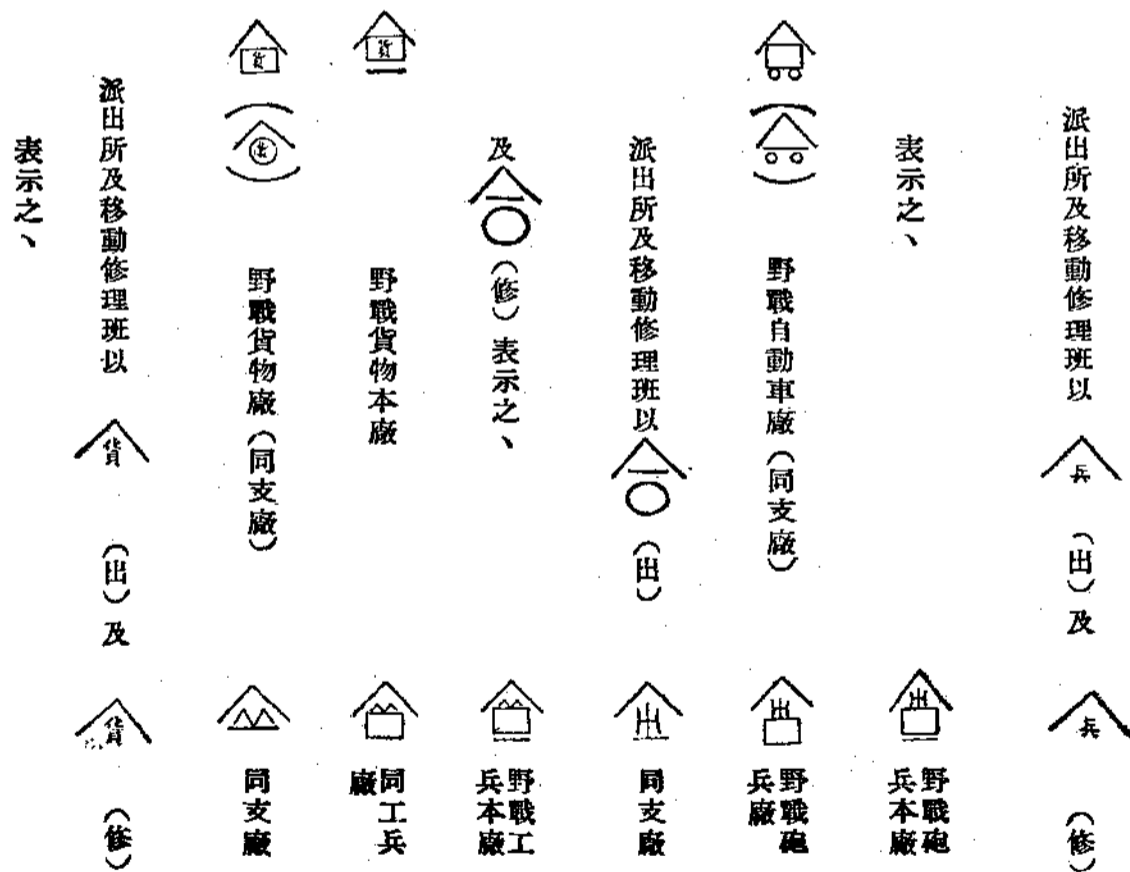 派出所及移動修理班以 兵 (出)及 兵 (修)
表示之、
野戰砲兵本廠
野戰自動車廠(同支廠)
野戰砲兵廠
派出所及移動修理班以 (出)
同支廠
及 (修)表示之、
野戰工兵本廠
貨 野戰貨物本廠
同工兵廠
貨 野戰貨物廠(同支廠)
同支廠
派出所及移動修理班以 貨 (出)及 貨 (修)
表示之、